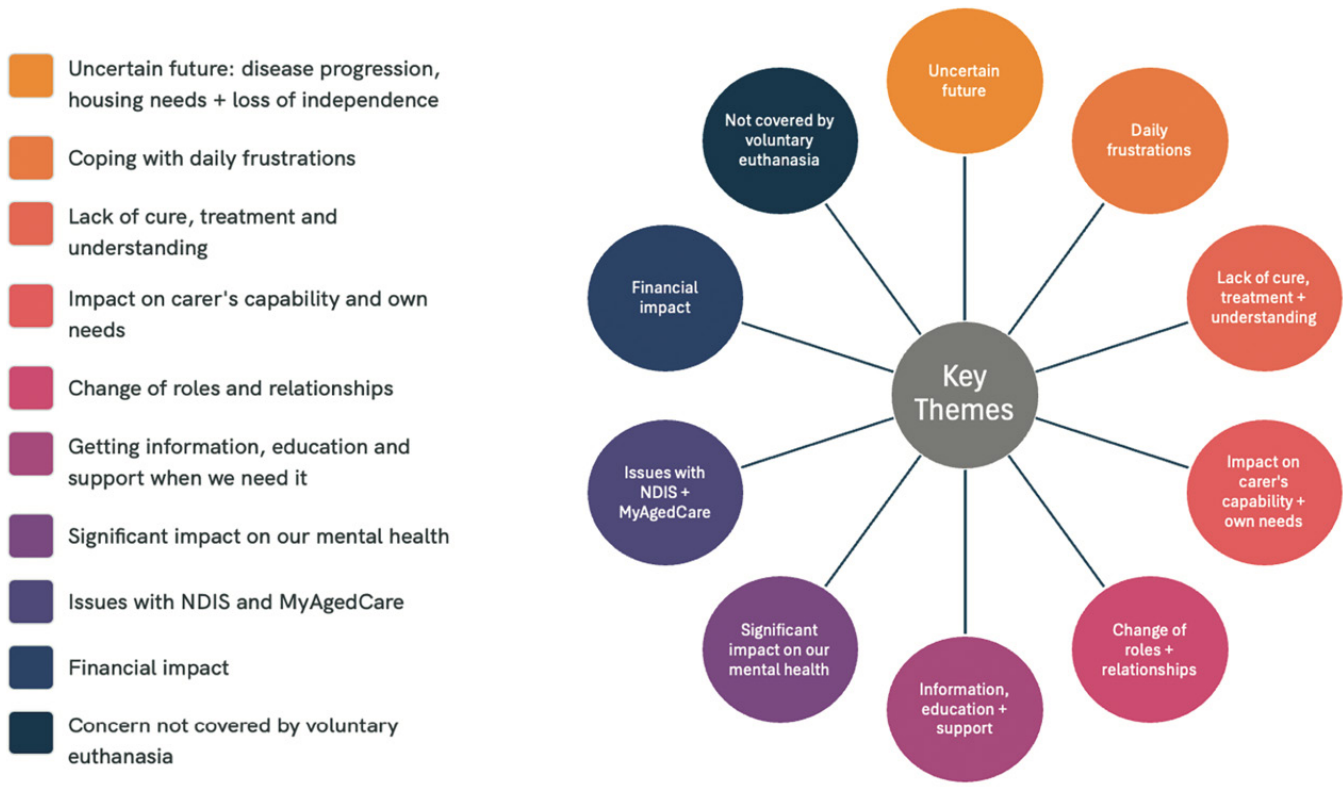 Uncertain future: disease progression,
housing needs + loss of independence
Coping with daily frustrations
Lack of cure, treatment and
understanding
Impact on carer's capability and own
needs
Change of roles and relationships
Getting information, education and
support when we need it
Significant impact on our mental health
Issues with NDIS and MyAgedCare
Financial impact
Concern not covered by voluntary
euthanasia
Uncertain
future
Daily
frustrations
Lack of cure,
treatment +
understanding
Impact on
carer's
capability +
own needs
Change of
roles +
relationships
Information,
education +
support
Significant
impact on our
mental health
Issues with
NDIS +
MyAgedCare
Financial
impact
Not covered by
voluntary
euthanasia
Key
Themes